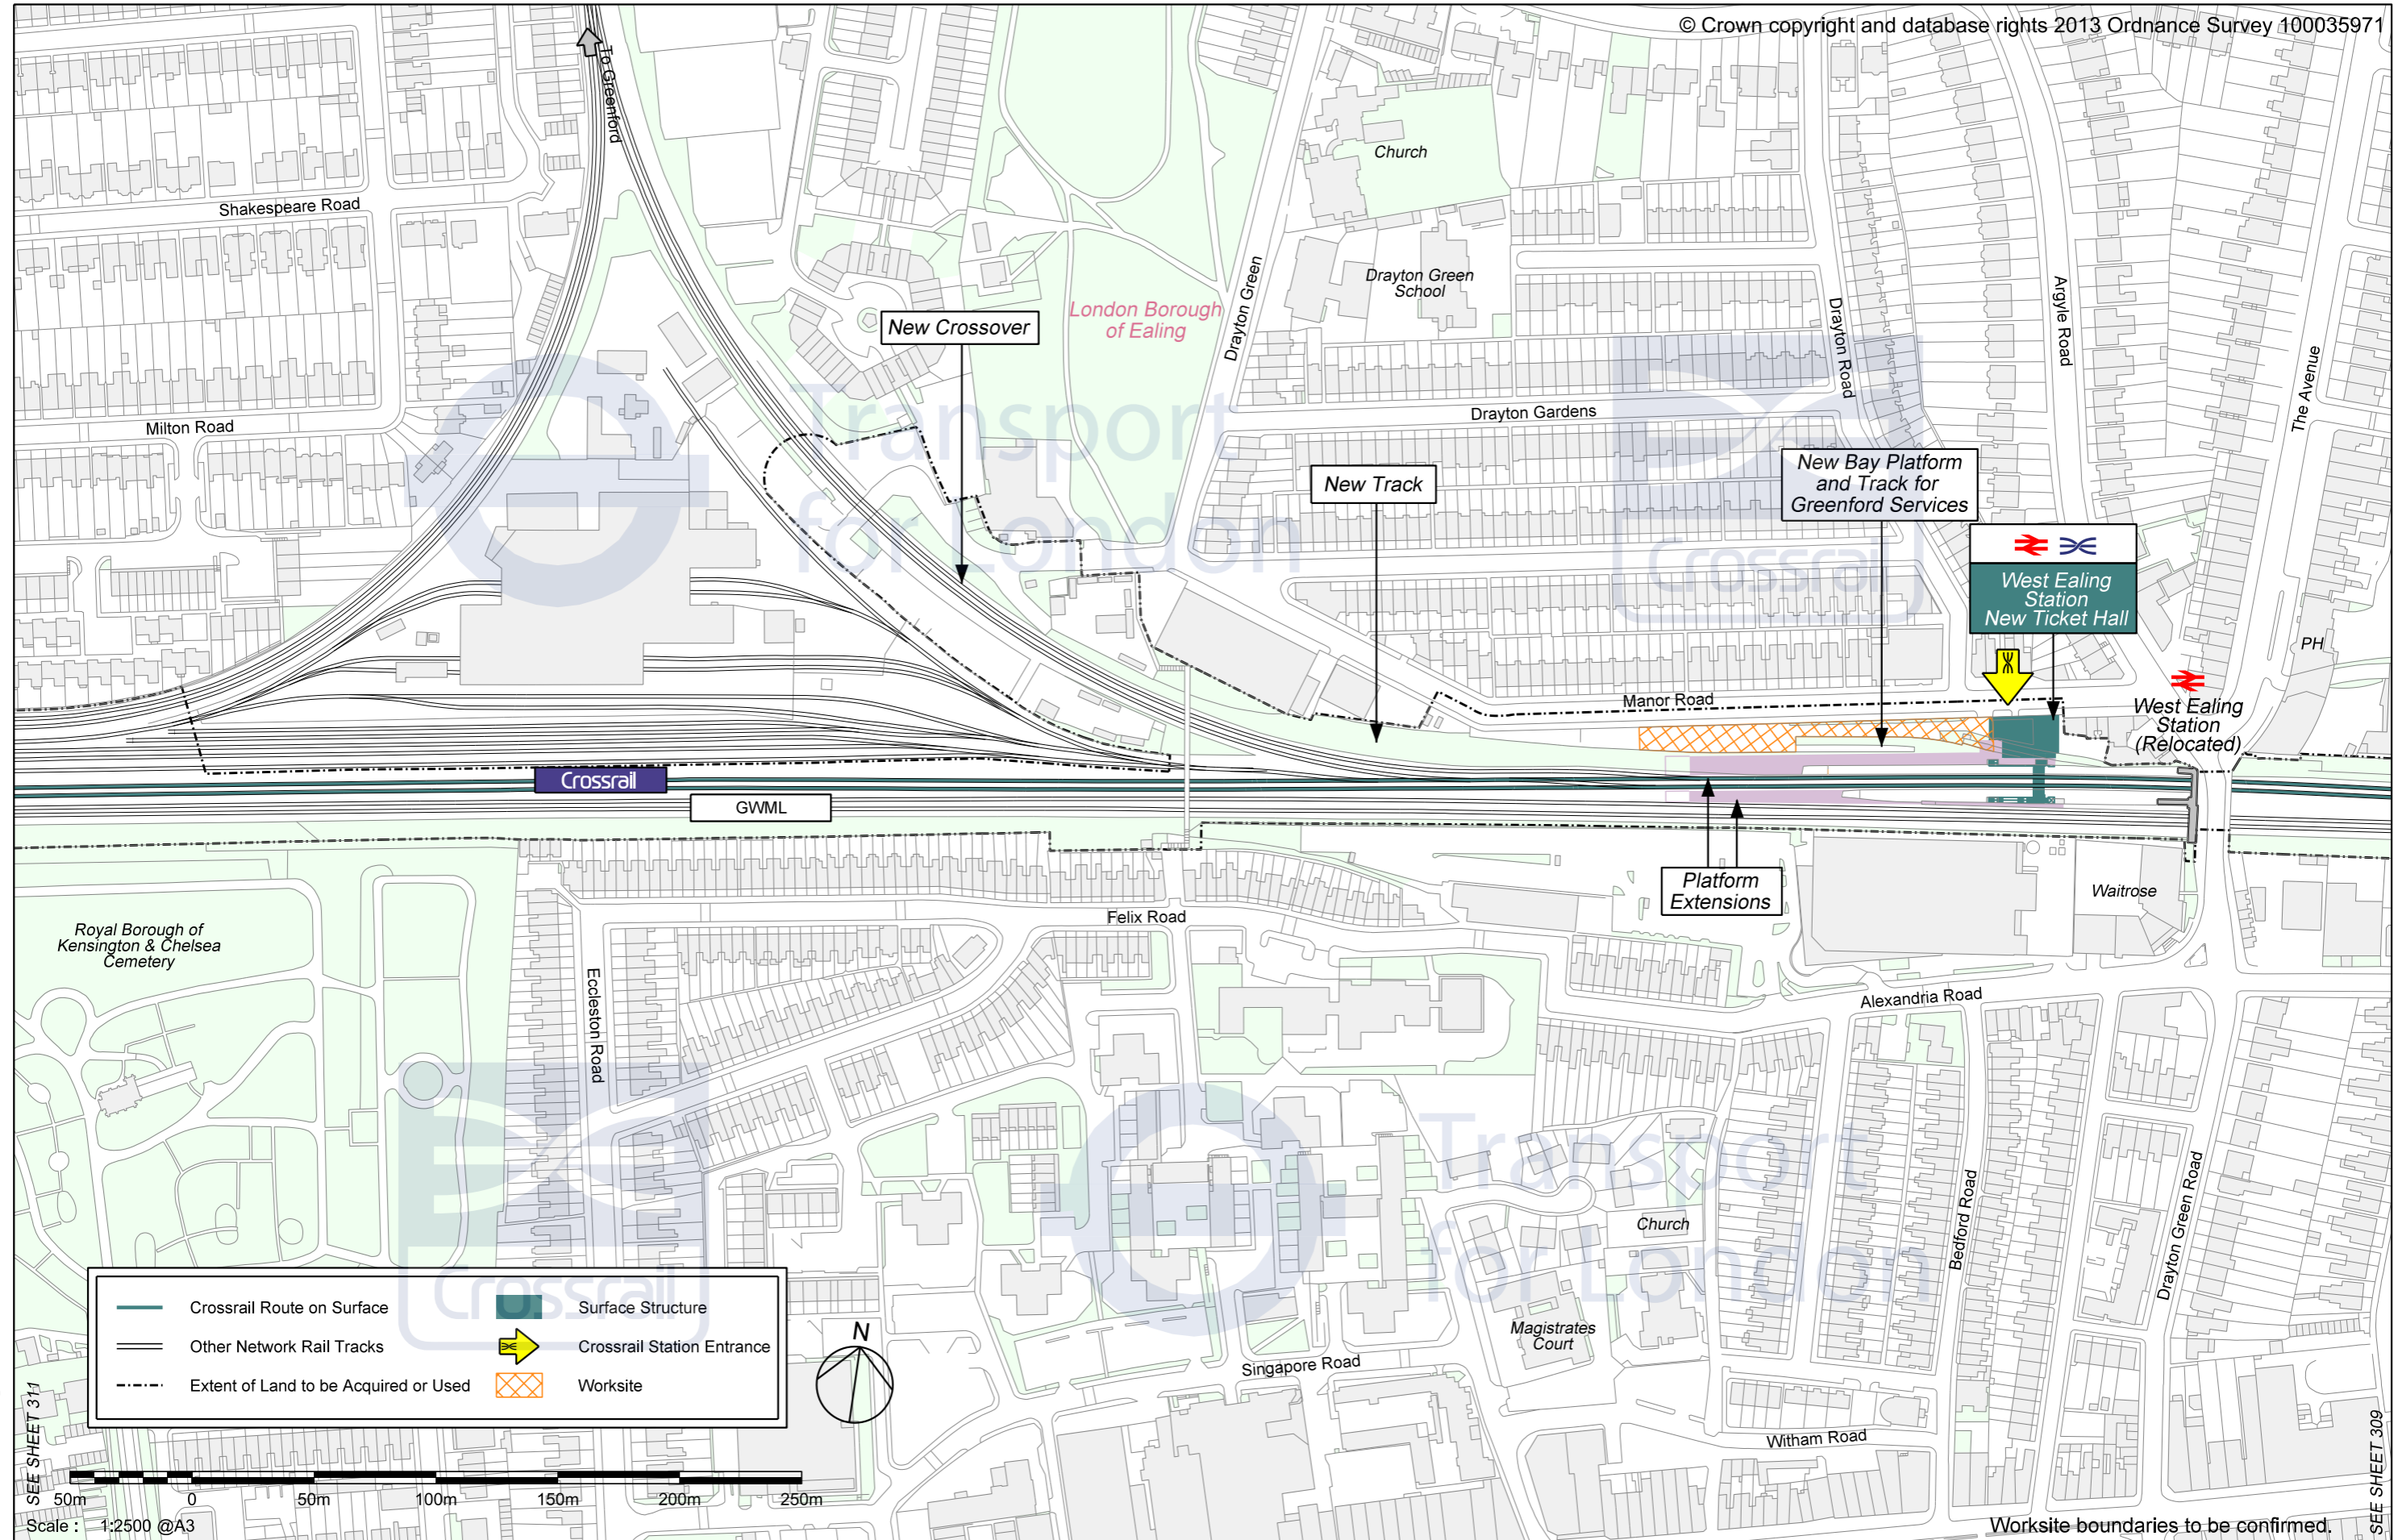 © Crown copyright and database rights 2013 Ordnance Survey 100035971
To Greenford
Church
Shakespeare Road
Drayton Green
Drayton Green
School
London Borough
of Ealing
New Crossover
Drayton Road
Argyle Road
The Avenue
Milton Road
Drayton Gardens
Transport
for London
Crossrail
New Track
New Bay Platform
and Track for
Greenford Services
West Ealing
Station
New Ticket Hall
PH
Manor Road
West Ealing
Station
(Relocated)
Crossrail
GWML
Platform
Extensions
Waitrose
Felix Road
Royal Borough of
Kensington & Chelsea
Cemetery
Eccleston Road
Alexandria Road
Transport
for London
Crossrail
Church
Bedford Road
Drayton Green Road
Magistrates
Court
Singapore Road
Witham Road
Crossrail Route on Surface
Surface Structure
Other Network Rail Tracks
Crossrail Station Entrance
Extent of Land to be Acquired or Used
Worksite
N
SEE SHEET 311
SEE SHEET 309
50m 0 50m 100m 150m 200m 250m
Scale : 1:2500 @A3
Worksite boundaries to be confirmed.